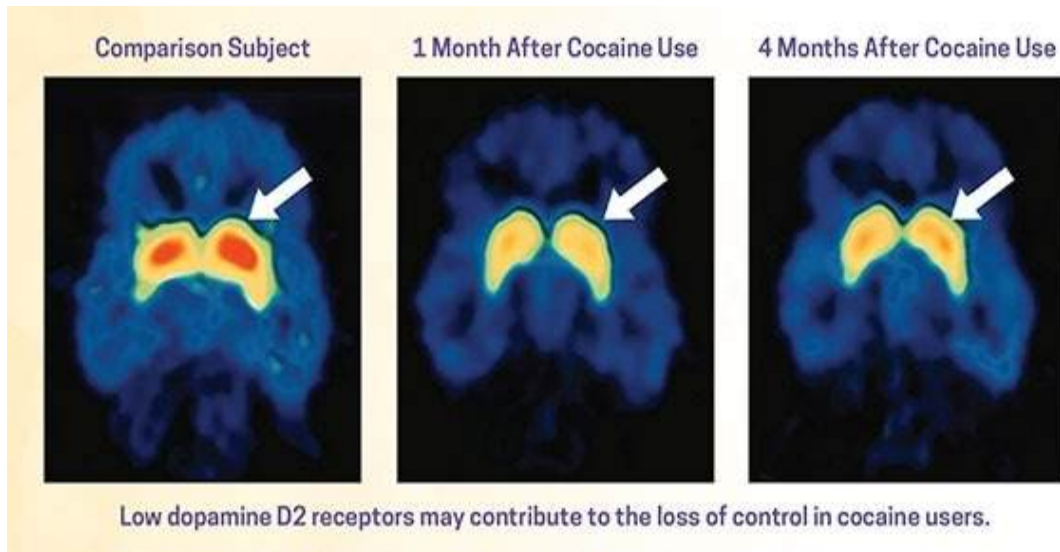 Comparison Subject
1 Month After Cocaine Use
4 Months After Cocaine Use
Low dopamine D2 receptors may contribute to the loss of control in cocaine users.